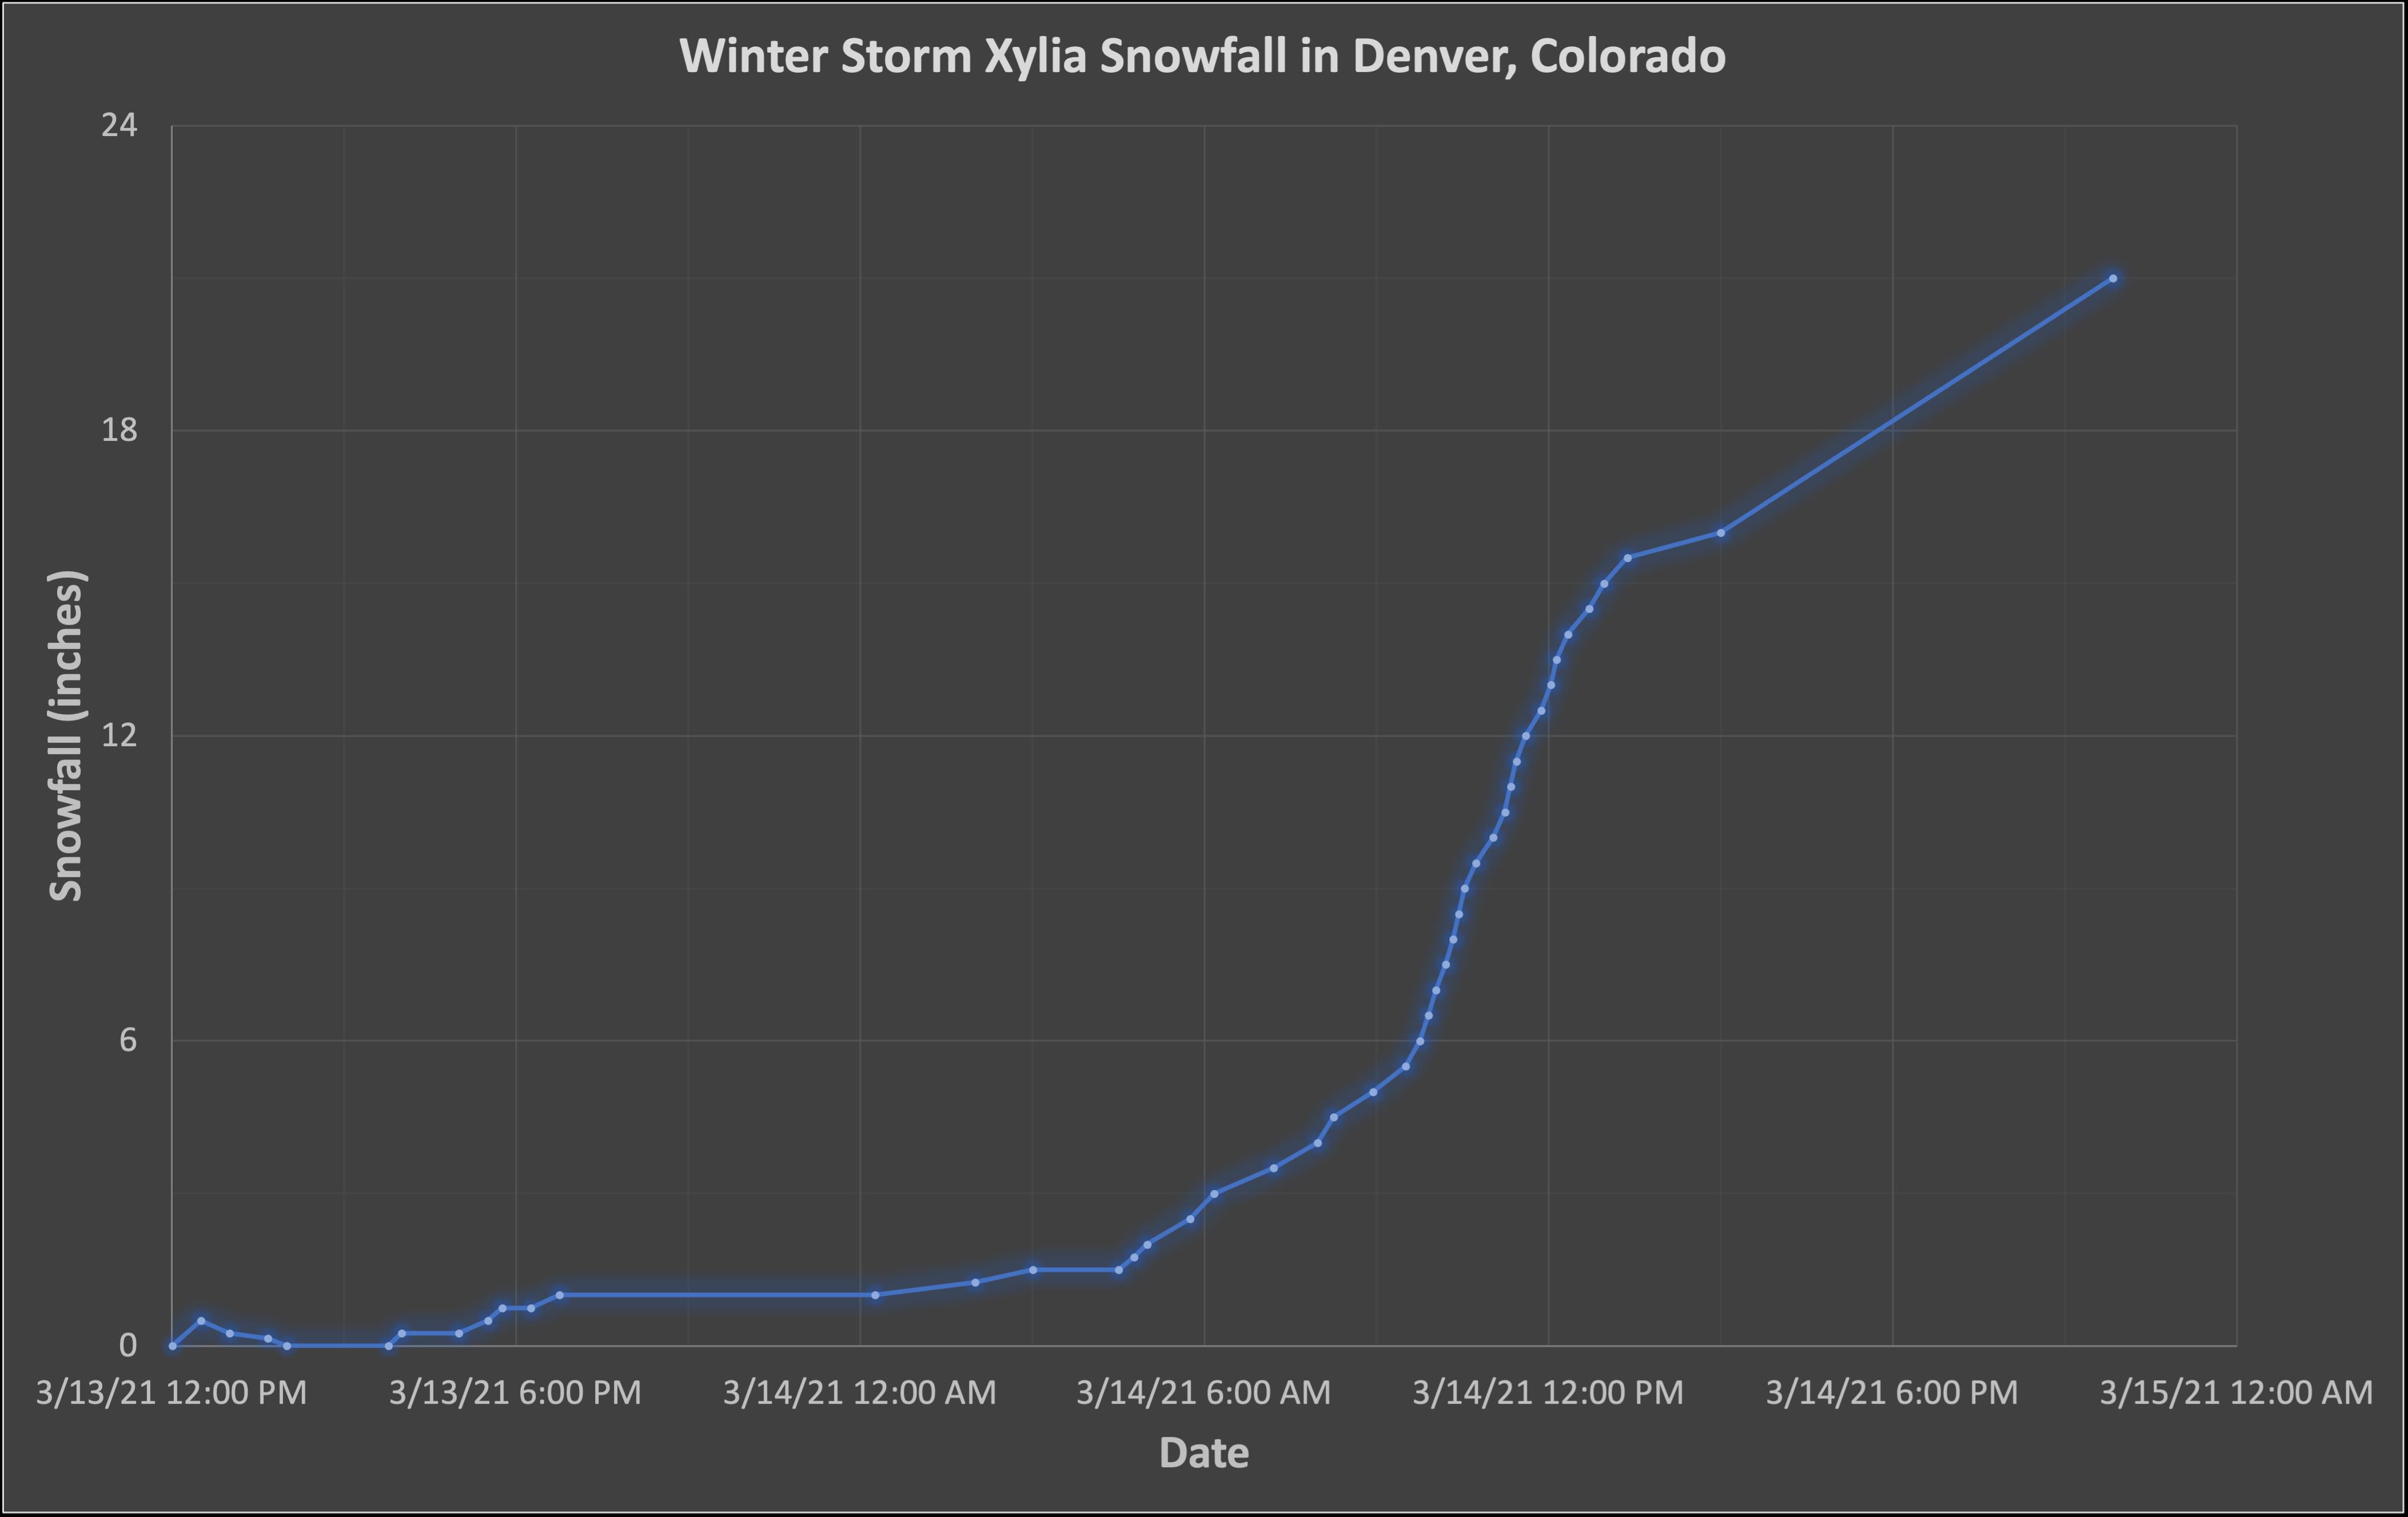 Winter Storm Xylia Snowfall in Denver, Colorado
24
18
12
6
0
Snowfall (inches)
3/13/21 12:00 PM 3/13/21 6:00 PM 3/14/21 12:00 AM 3/14/21 6:00 AM 3/14/21 12:00 PM 3/14/21 6:00 PM 3/15/21 12:00 AM
Date